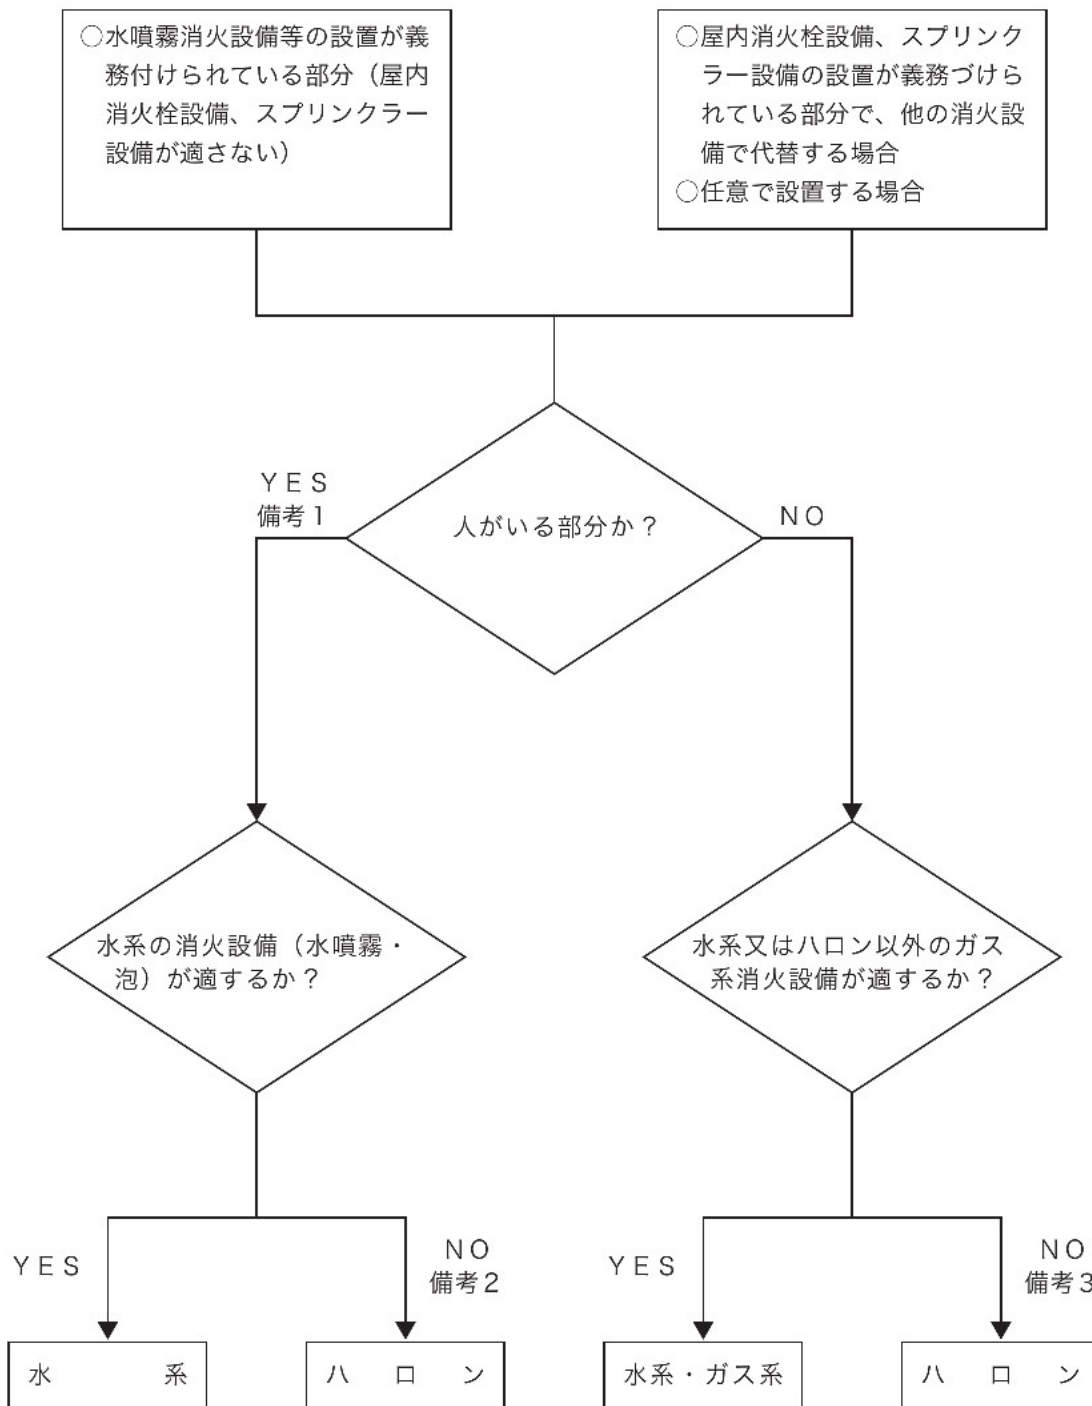 ○水噴霧消火設備等の設置が義
務付けられている部分（屋内
消火栓設備、スプリンクラー
設備が適さない）
○屋内消火栓設備、スプリンク
ラー設備の設置が義務づけら
れている部分で、他の消火設
備で代替する場合
○任意で設置する場合
YES
備考1
人がいる部分か？
NO
水系の消火設備（水噴霧・
泡）が適するか？
水系又はハロン以外のガス
系消火設備が適するか？
YES
NO
備考2
YES
NO
備考3
水系
ハロン
水系・ガス系
ハロン